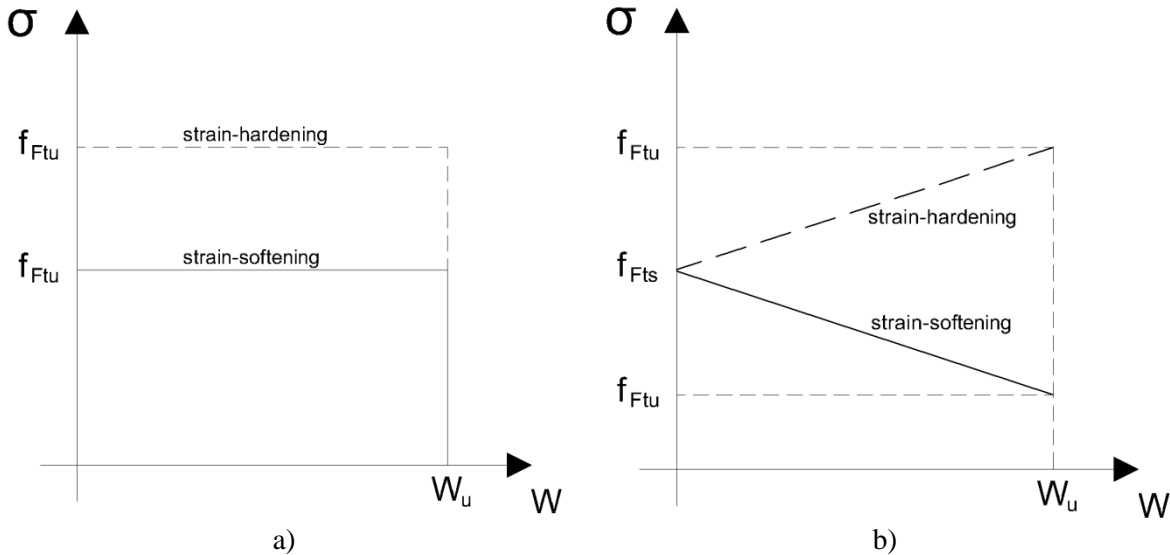 σ
f_Ftu
strain-hardening
f_Ftu
strain-softening
W_u
W
a)
σ
f_Ftu
strain-hardening
f_Fts
strain-softening
f_Ftu
W_u
W
b)